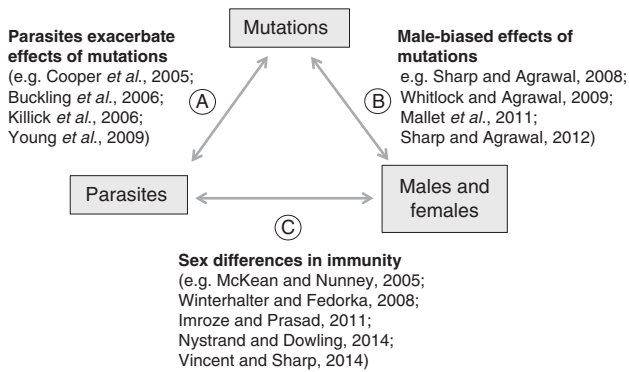 Mutations
Parasites exacerbate
effects of mutations
(e.g. Cooper et al., 2005;
Buckling et al., 2006;
Killick et al., 2006;
Young et al., 2009)
A
Male-biased effects of
mutations
e.g. Sharp and Agrawal, 2008;
Whitlock and Agrawal, 2009;
Mallet et al., 2011;
Sharp and Agrawal, 2012)
B
Parasites
Males and
females
C
Sex differences in immunity
(e.g. McKean and Nunney, 2005;
Winterhalter and Fedorka, 2008;
Imroze and Prasad, 2011;
Nystrand and Dowling, 2014;
Vincent and Sharp, 2014)